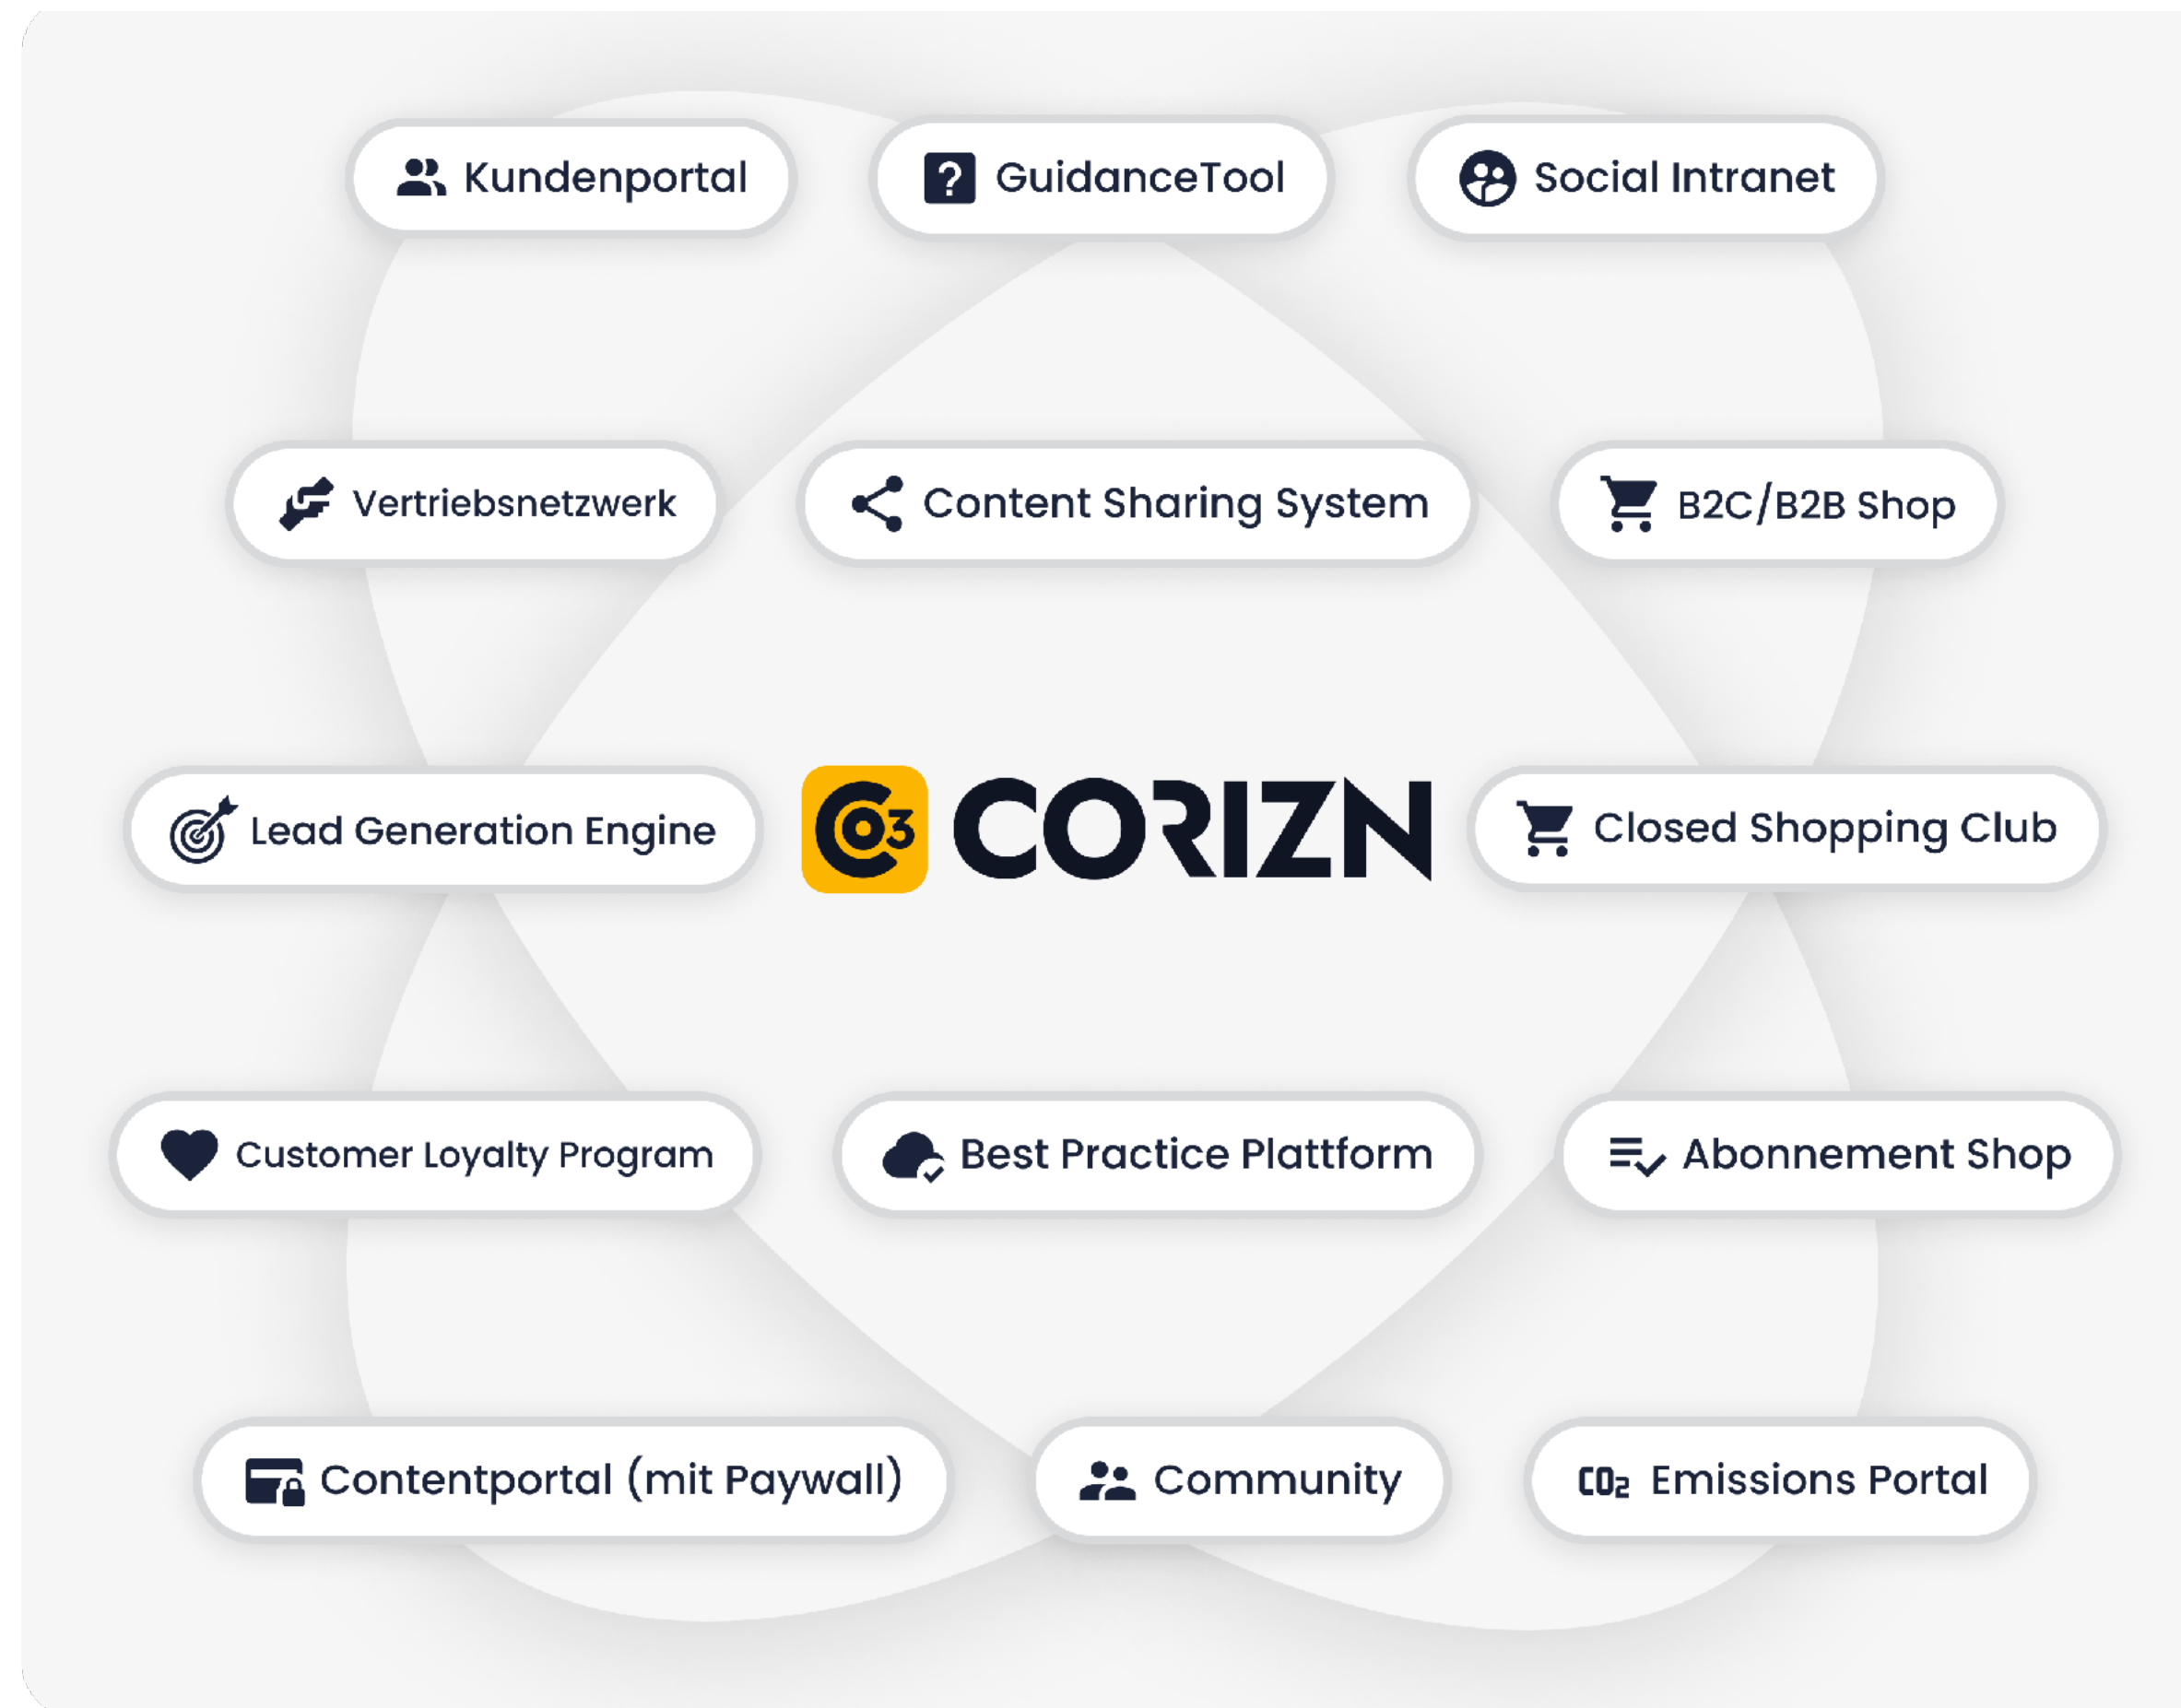 Kundenportal
GuidanceTool
Social Intranet
Vertriebsnetzwerk
Content Sharing System
B2C/B2B Shop
Lead Generation Engine
CO3 CORIZN
Closed Shopping Club
Customer Loyalty Program
Best Practice Plattform
Abonnement Shop
Contentportal (mit Paywall)
Community
CO2 Emissions Portal